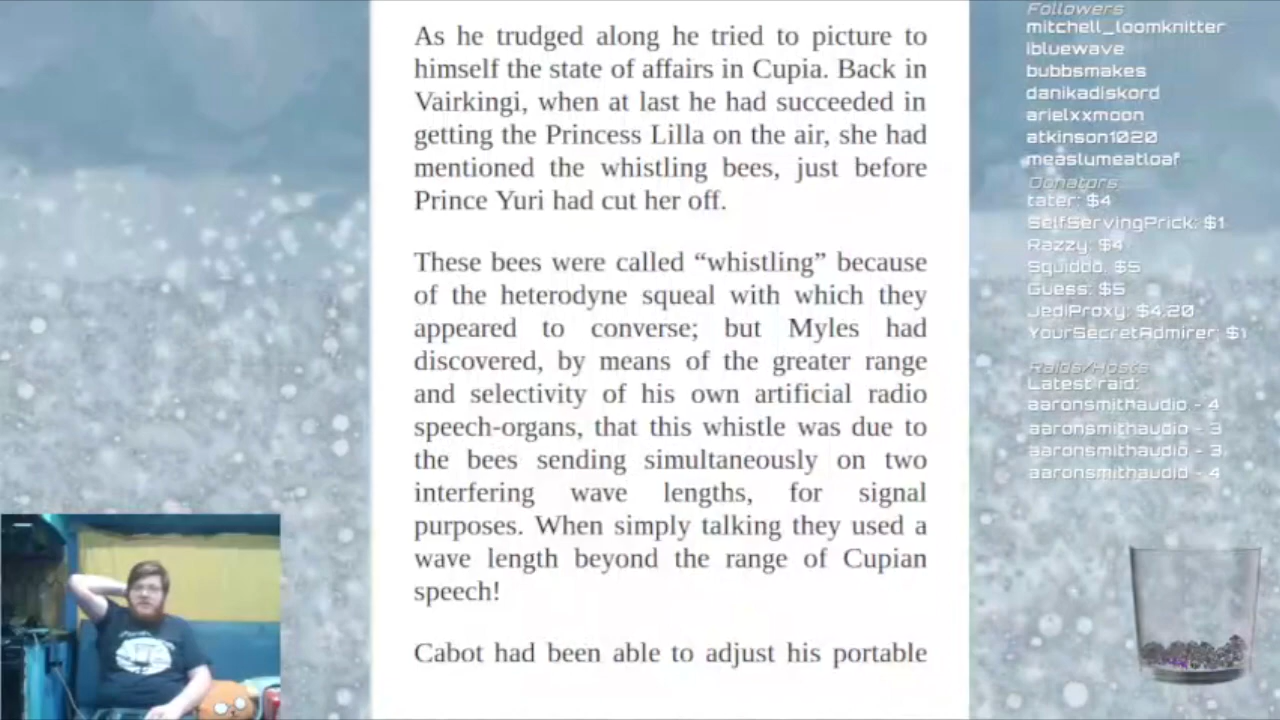 As he trudged along he tried to picture to
himself the state of affairs in Cupia. Back in
Vairkingi, when at last he had succeeded in
getting the Princess Lilla on the air, she had
mentioned the whistling bees, just before
Prince Yuri had cut her off.
These bees were called “whistling” because
of the heterodyne squeal with which they
appeared to converse; but Myles had
discovered, by means of the greater range
and selectivity of his own artificial radio
speech-organs, that this whistle was due to
the bees sending simultaneously on two
interfering wave lengths, for signal
purposes. When simply talking they used a
wave length beyond the range of Cupian
speech!
Cabot had been able to adjust his portable
Followers
mitchell_loomknitter
lbluewave
bubbsmakes
danikadiskord
arielxxmoon
atkinson1020
measlymeatloaf
Donators
tater: $4
SelfServingPrick: $1
Razzy: $4
Squidoo: $5
Guess: $5
JediProxy: $4.20
YourSecretAdmirer: $1
Raids/Hosts
Latest raid:
aaronsmithaudio - 4
aaronsmithaudio - 3
aaronsmithaudio - 3
aaronsmithaudio - 4